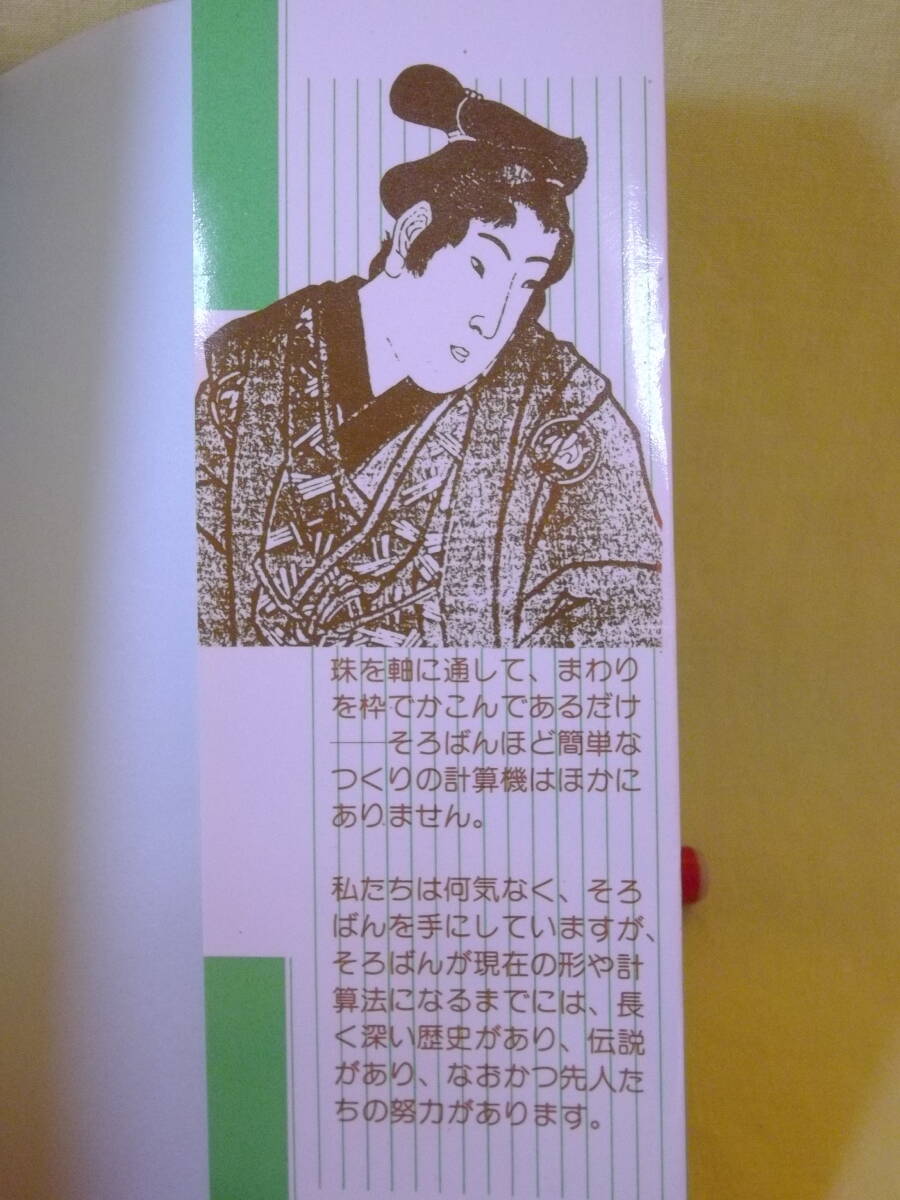 珠を軸に通して、まわり
を枠でかこんであるだけ
──そろばんほど簡単な
つくりの計算機はほかに
ありません。
私たちは何気なく、そろ
ばんを手にしていますが、
そろばんが現在の形や計
算法になるまでには、長
く深い歴史があり、伝説
があり、なおかつ先人た
ちの努力があります。